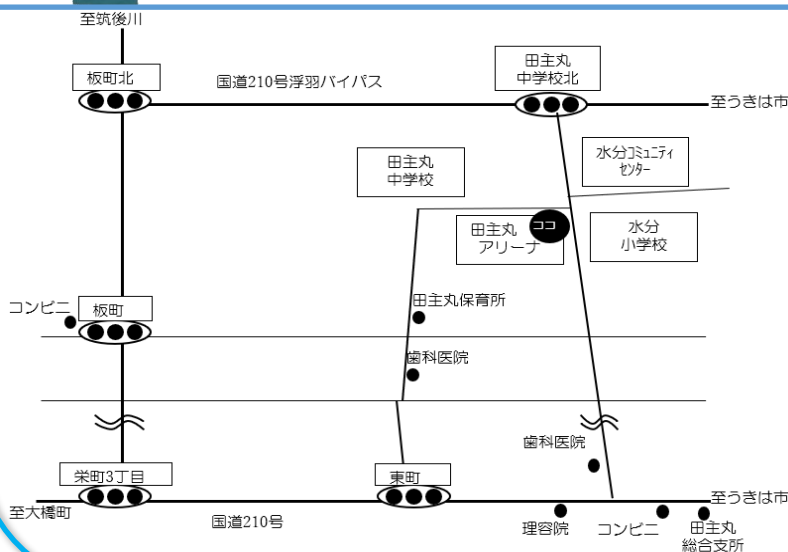 至筑後川
板町北
国道210号浮羽バイパス
田主丸
中学校北
至うきは市
田主丸
中学校
水分コミュニティ
センター
田主丸
アリーナ
ココ
水分
小学校
コンビニ
板町
田主丸保育所
歯科医院
歯科医院
栄町3丁目
東町
至うきは市
至大橋町
国道210号
理容院
コンビニ
田主丸
総合支所